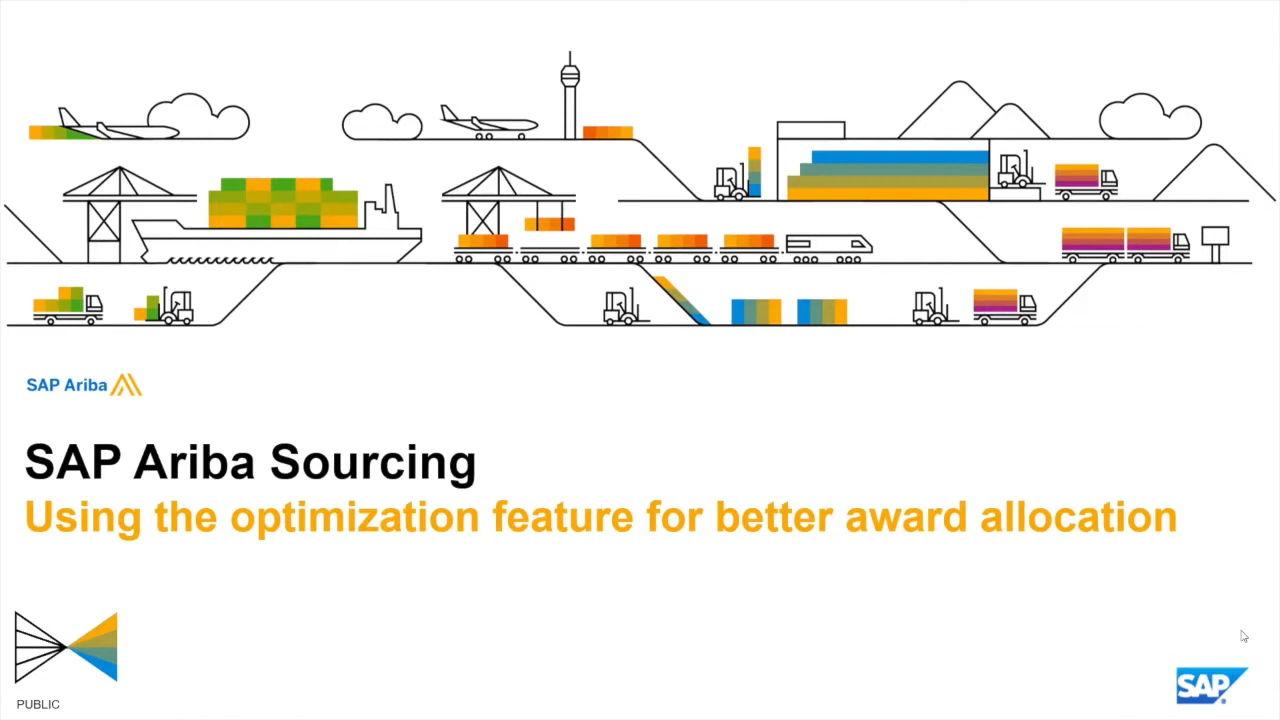 SAP Ariba
SAP Ariba Sourcing
Using the optimization feature for better award allocation
PUBLIC
SAP